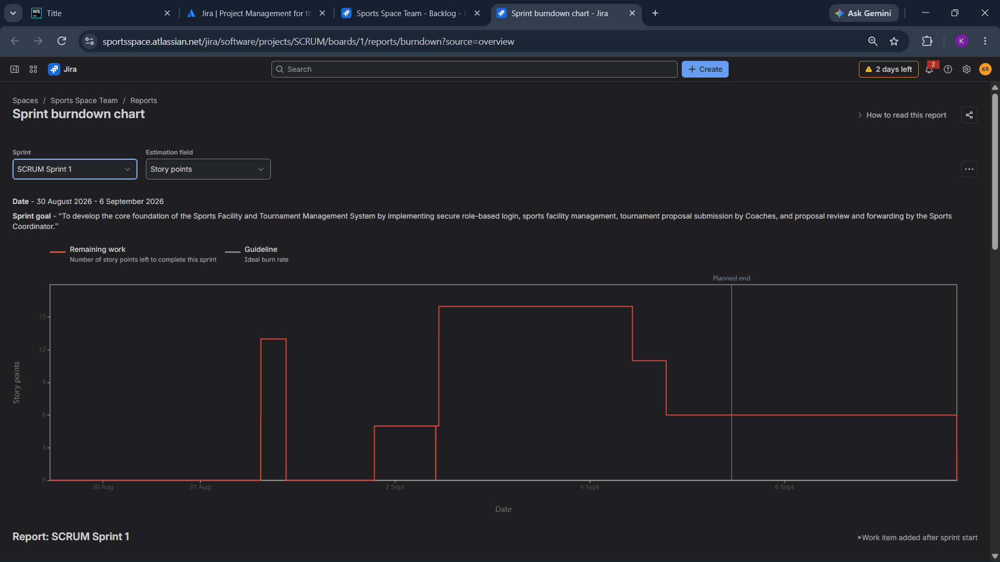 Title
Jira | Project Management for th
Sports Space Team - Backlog - J
Sprint burndown chart - Jira
Ask Gemini
sportsspace.atlassian.net/jira/software/projects/SCRUM/boards/1/reports/burndown?source=overview
K
Jira
Search
Create
2 days left
2
KR
Spaces / Sports Space Team / Reports
Sprint burndown chart
How to read this report
Sprint
Estimation field
SCRUM Sprint 1
Story points
Date - 30 August 2026 - 6 September 2026
Sprint goal - “To develop the core foundation of the Sports Facility and Tournament Management System by implementing secure role-based login, sports facility management, tournament proposal submission by Coaches, and proposal review and forwarding by the Sports
Coordinator.”
Remaining work
Number of story points left to complete this sprint
Guideline
Ideal burn rate
Planned end
15
12
9
6
3
0
Story points
30 Aug
31 Aug
2 Sept
4 Sept
6 Sept
Date
Report: SCRUM Sprint 1
*Work item added after sprint start